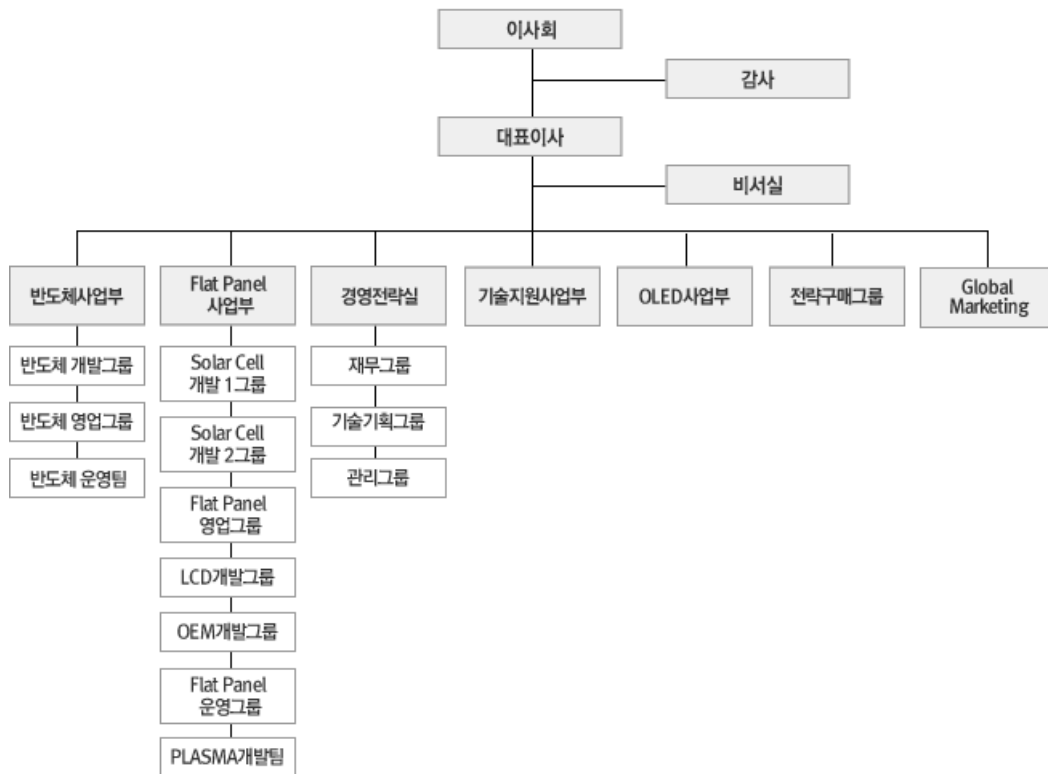 이사회
감사
대표이사
비서실
반도체사업부
Flat Panel
사업부
경영전략실
기술지원사업부
OLED사업부
전략구매그룹
Global
Marketing
반도체 개발그룹
반도체 영업그룹
반도체 운영팀
Solar Cell
개발 1그룹
Solar Cell
개발 2그룹
Flat Panel
영업그룹
LCD개발그룹
OEM개발그룹
Flat Panel
운영그룹
PLASMA개발팀
재무그룹
기술기획그룹
관리그룹